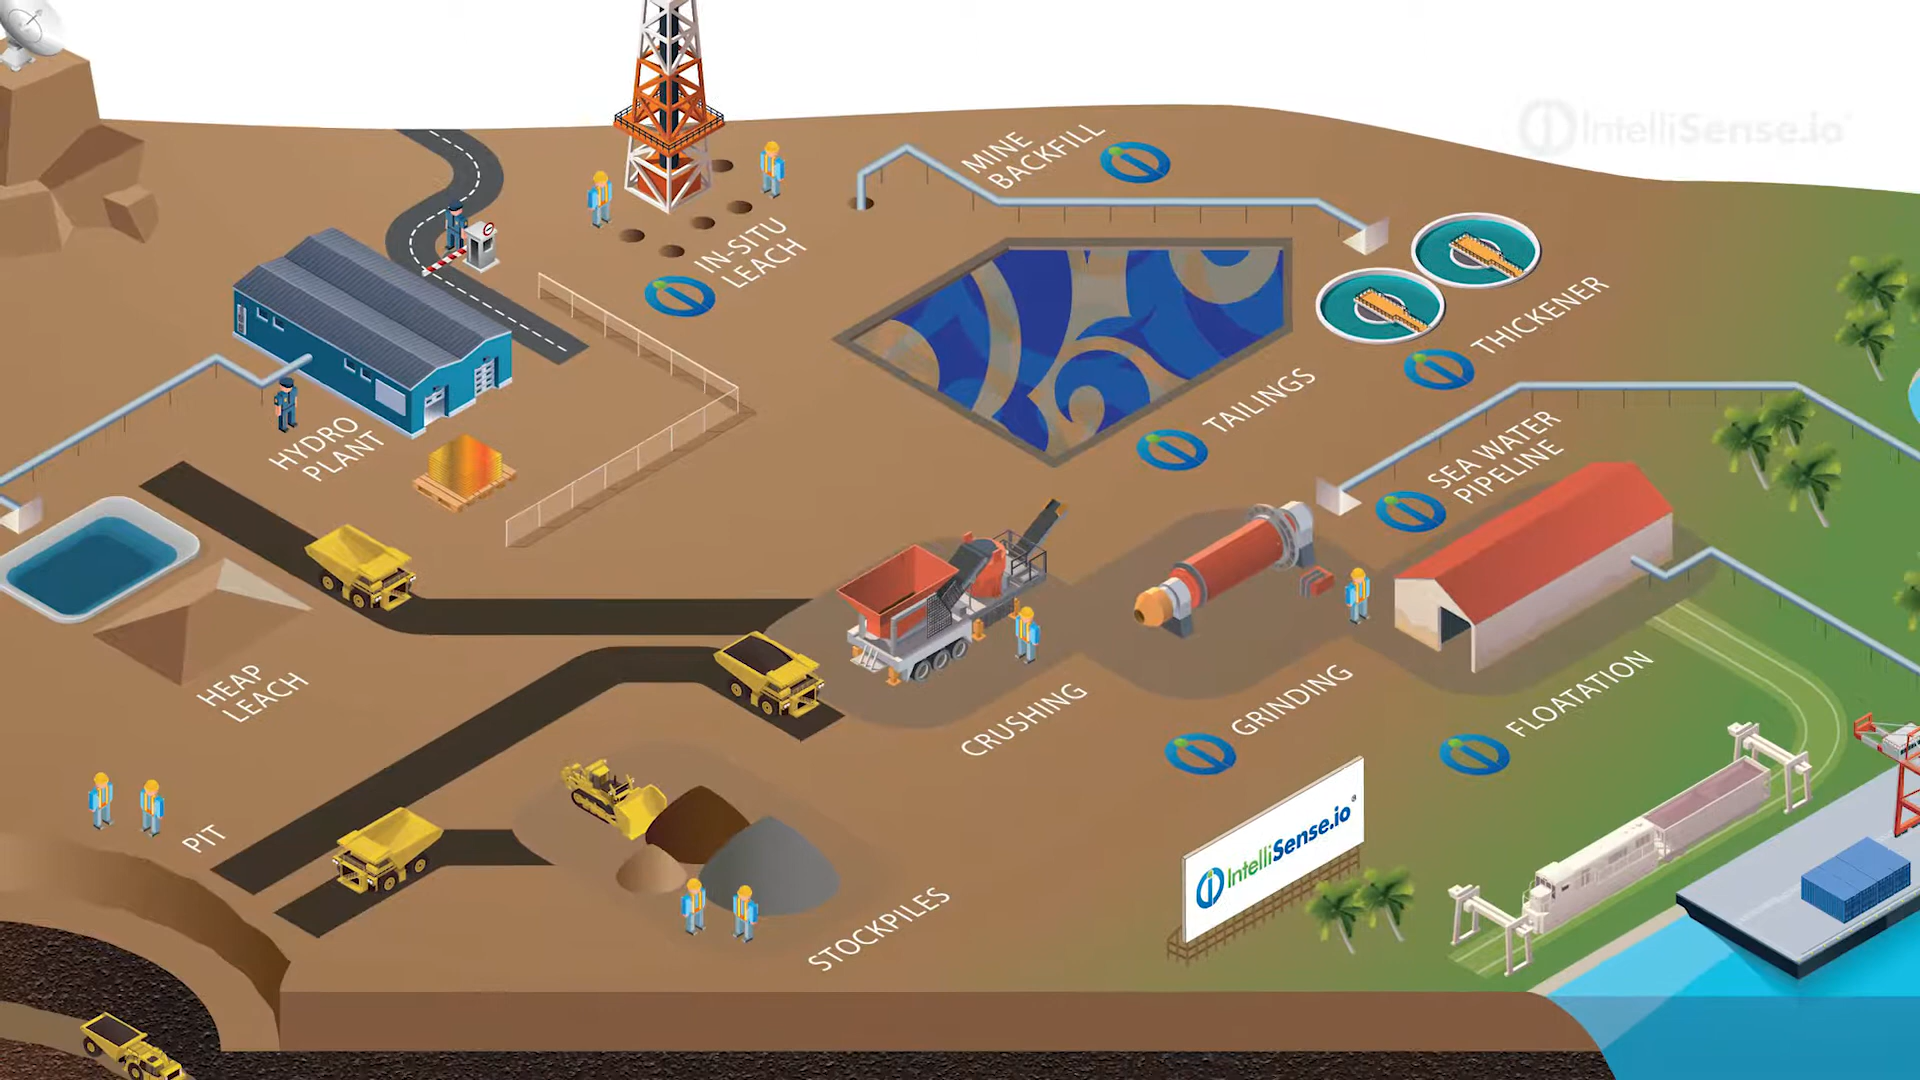 IntelliSense.io
MINE
BACKFILL
IN-SITU
LEACH
THICKENER
TAILINGS
SEA WATER
PIPELINE
HYDRO
PLANT
HEAP
LEACH
CRUSHING
GRINDING
FLOATATION
PIT
STOCKPILES
IntelliSense.io